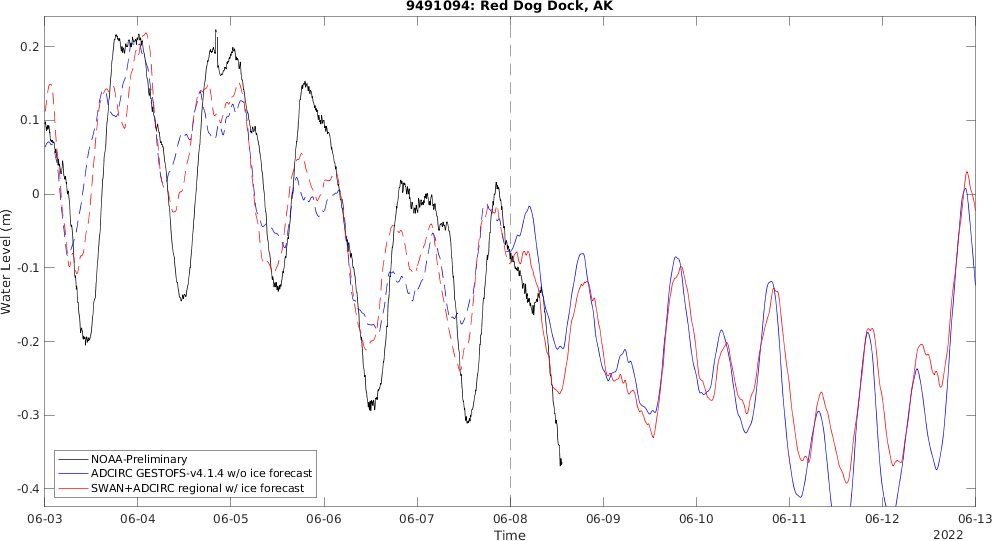 9491094: Red Dog Dock, AK
Water Level (m)
0.2
0.1
0
-0.1
-0.2
-0.3
-0.4
NOAA-Preliminary
ADCIRC GESTOFS-v4.1.4 w/o ice forecast
SWAN+ADCIRC regional w/ ice forecast
06-03 06-04 06-05 06-06 06-07 06-08 06-09 06-10 06-11 06-12 06-13
Time
2022